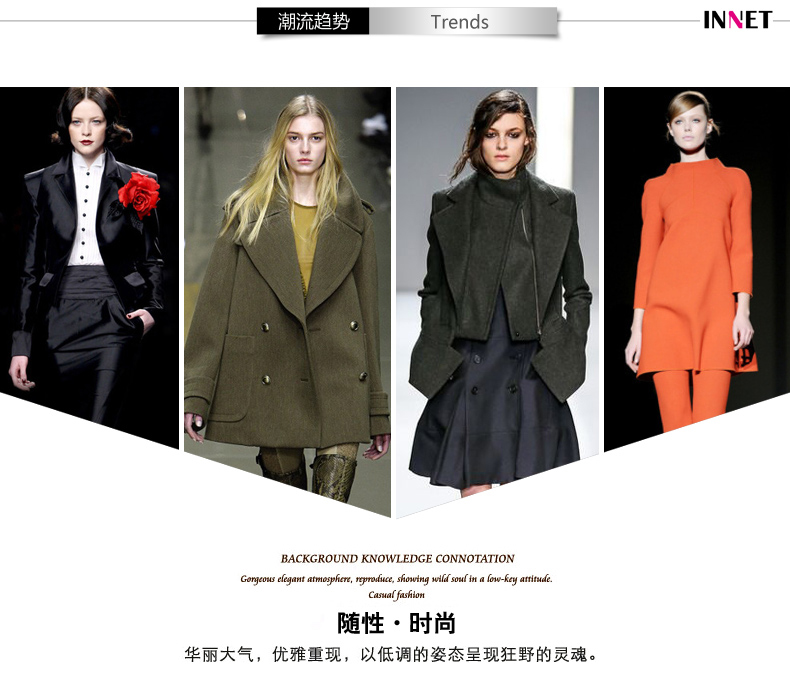 潮流趋势 Trends INNET
BACKGROUND KNOWLEDGE CONNOTATION
Gorgeous elegant atmosphere, reproduce, showing wild soul in a low-key attitude.
Casual fashion
随性·时尚
华丽大气，优雅重现，以低调的姿态呈现狂野的灵魂。